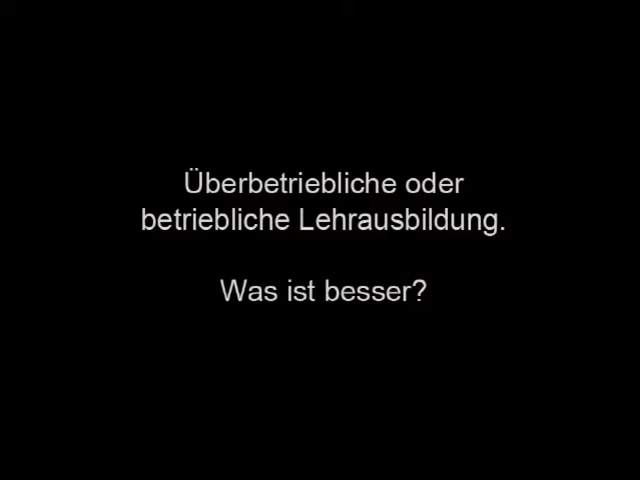 Überbetriebliche oder
betriebliche Lehrausbildung.
Was ist besser?